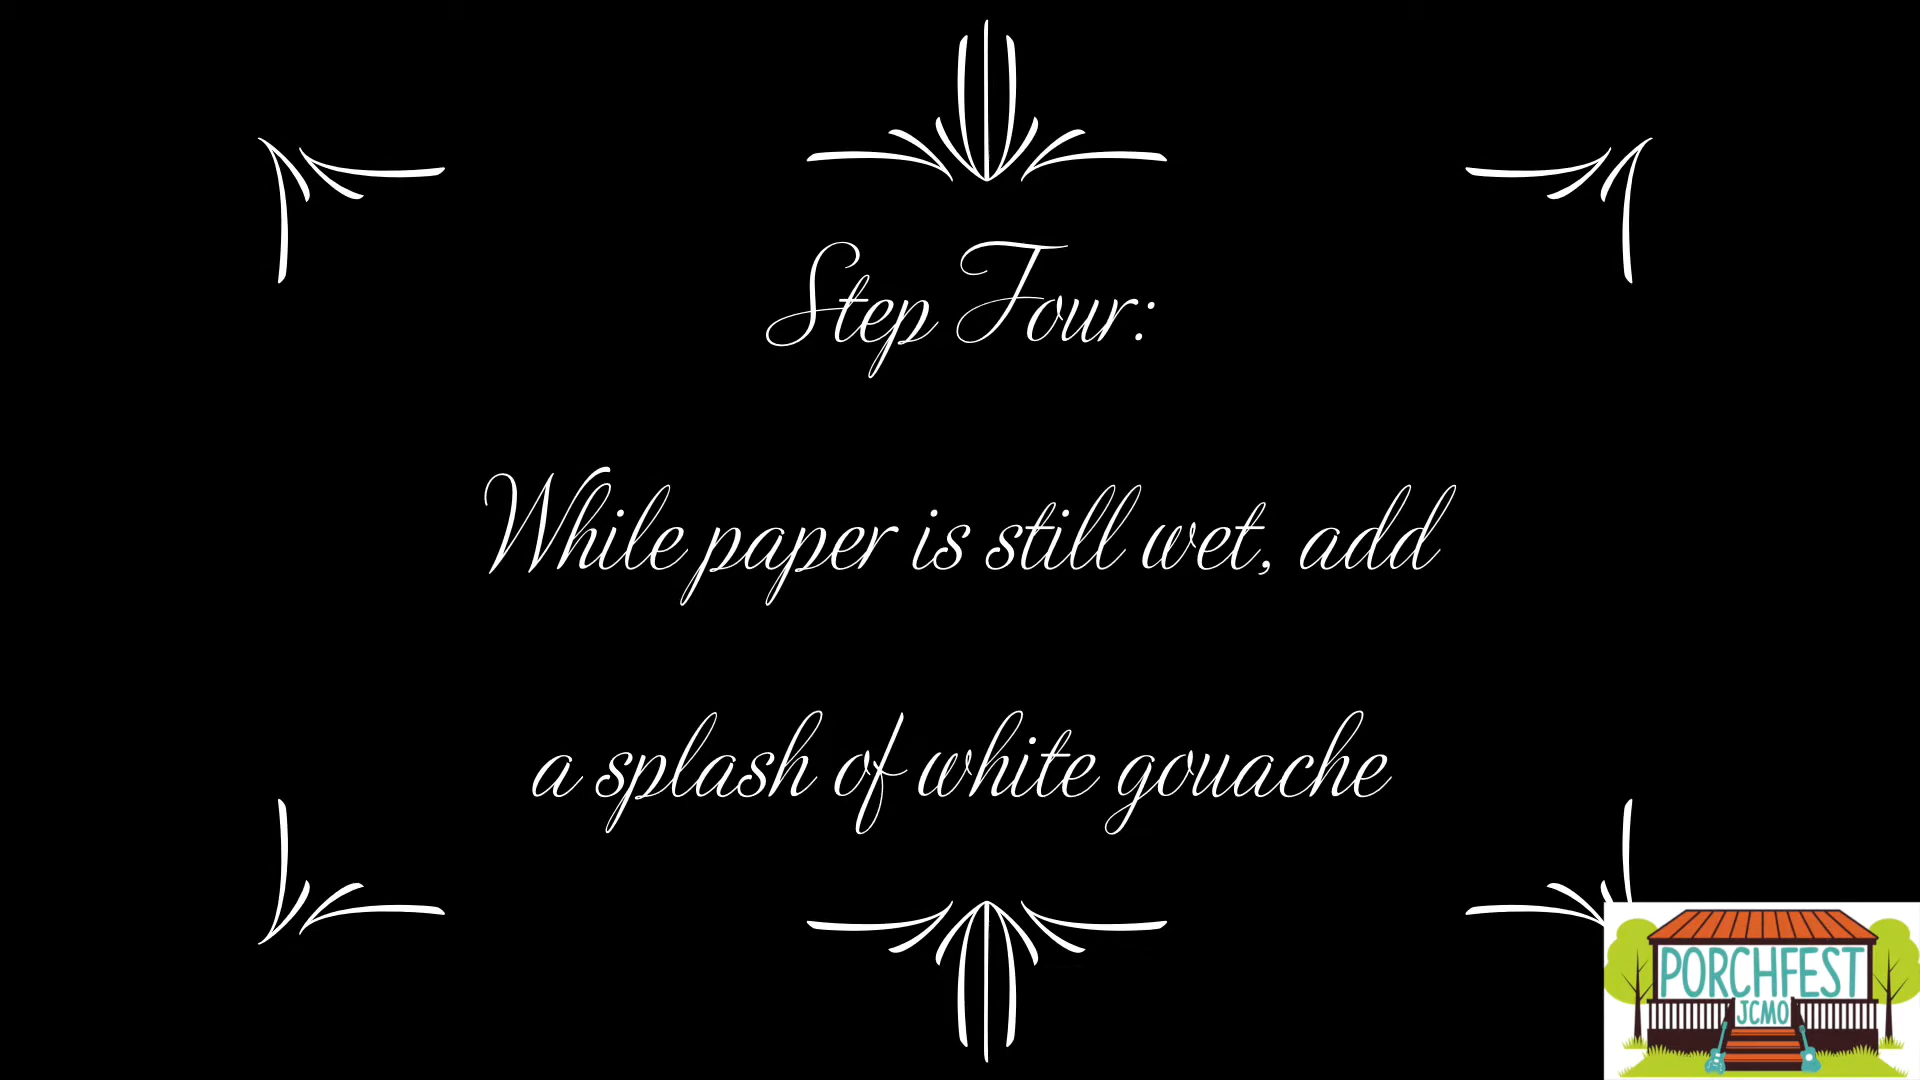 Step Four:
While paper is still wet, add
a splash of white gouache
PORCHFEST
JCMO